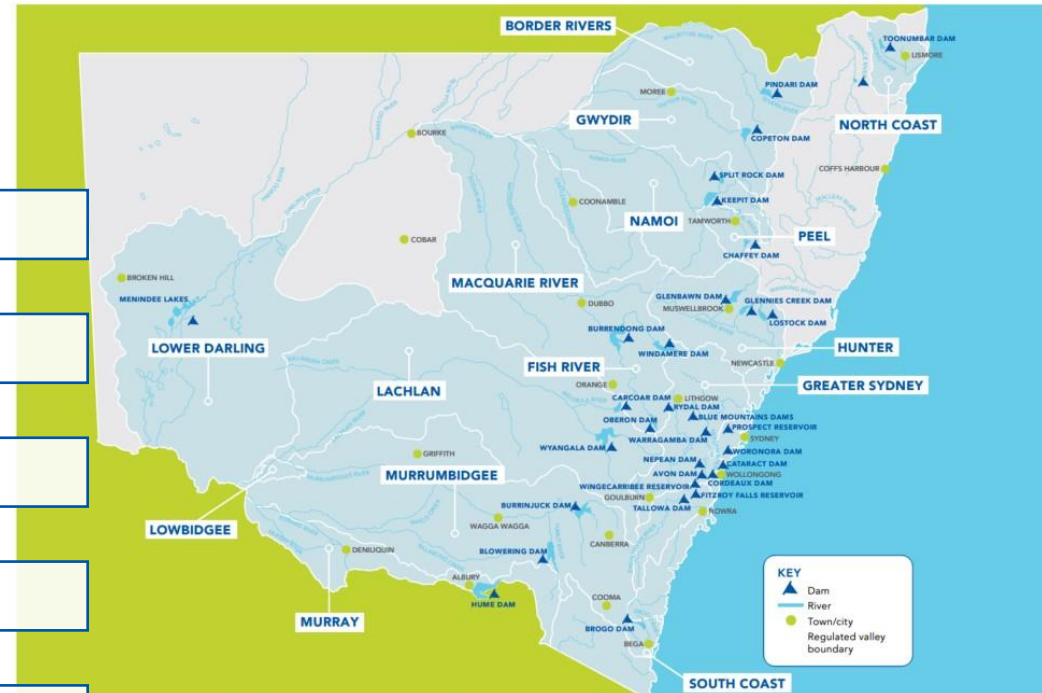 BORDER RIVERS
TOONUMBAR DAM
LISMORE
PINDARI DAM
MOREE
GWYDIR
NORTH COAST
COPETON DAM
BOURKE
COFFS HARBOUR
SPLIT ROCK DAM
KEEPIT DAM
COONAMBLE
NAMOI
TAMWORTH
PEEL
COBAR
CHAFFEY DAM
BROKEN HILL
MACQUARIE RIVER
MENINDEE LAKES
GLENBAWN DAM
GLENNIES CREEK DAM
DUBBO
MUSWELLBROOK
LOSTOCK DAM
BURRENDONG DAM
LOWER DARLING
WINDAMERE DAM
HUNTER
FISH RIVER
NEWCASTLE
LACHLAN
ORANGE
GREATER SYDNEY
CARCOAR DAM
LITHGOW
RYDAL DAM
BLUE MOUNTAINS DAMS
OBERON DAM
PROSPECT RESERVOIR
WARRAGAMBA DAM
SYDNEY
WYANGALA DAM
WORONORA DAM
GRIFFITH
NEPEAN DAM
CATARACT DAM
MURRUMBIDGEE
AVON DAM
WOLLONGONG
CORDEAUX DAM
WINGECARRIBEE RESERVOIR
GOULBURN
FITZROY FALLS RESERVOIR
BURRINJUCK DAM
TALLOWA DAM
NOWRA
LOWBIDGEE
WAGGA WAGGA
CANBERRA
DENILIQUIN
BLOWERING DAM
ALBURY
HUME DAM
COOMA
MURRAY
BROGO DAM
BEGA
SOUTH COAST
KEY
Dam
River
Town/city
Regulated valley
boundary